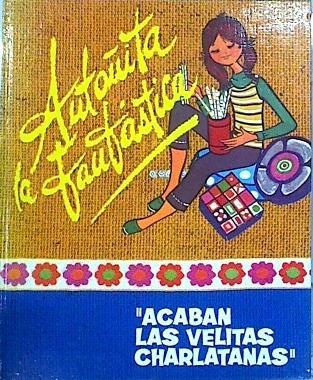 Antoñita
la fantástica
"ACABAN
LAS VELITAS
CHARLATANAS"